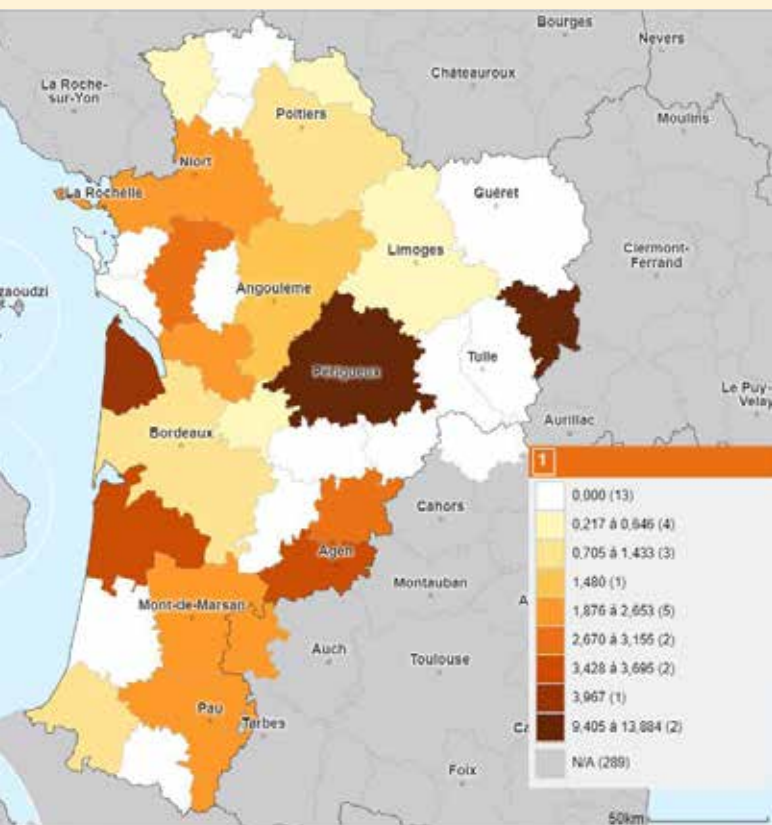 Bourges
Nevers
La Roche-
sur-Yon
Châteauroux
Moulins
Poitiers
Niort
La Rochelle
Guéret
Limoges
Clermont-
Ferrand
zaoudzi
Angoulême
Périgueux
Tulle
Le Puy-
Velay
Aurillac
Bordeaux
1
0,000 (13)
0,217 à 0,646 (4)
0,705 à 1,433 (3)
1,480 (1)
1,876 à 2,653 (5)
2,670 à 3,155 (2)
3,428 à 3,695 (2)
3,967 (1)
9,405 à 13,884 (2)
N/A (289)
Cahors
Agen
Montauban
A
Mont-de-Marsan
Auch
Toulouse
Pau
Tarbes
Ca
Foix
50km